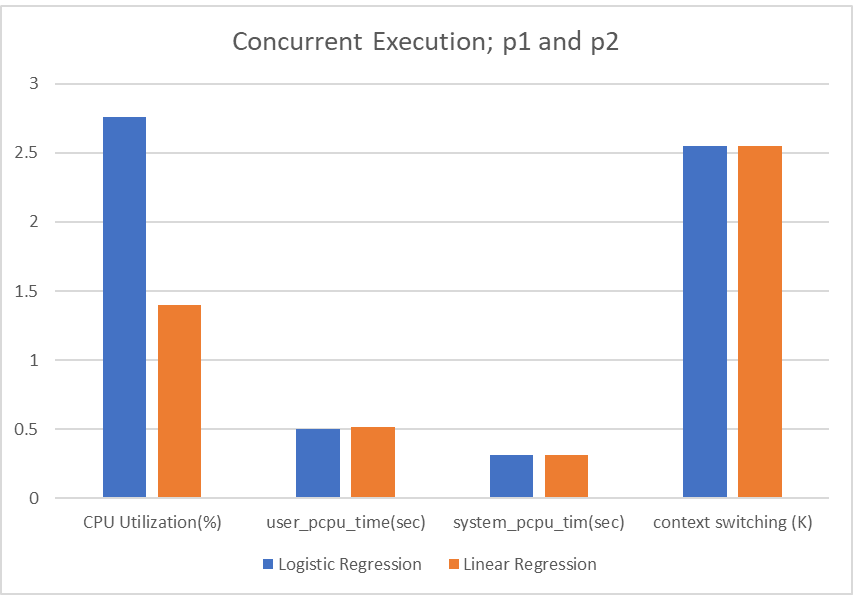 Concurrent Execution; p1 and p2
3
2.5
2
1.5
1
0.5
0
CPU Utilization(%) user_pcpu_time(sec) system_pcpu_tim(sec) context switching (K)
Logistic Regression Linear Regression